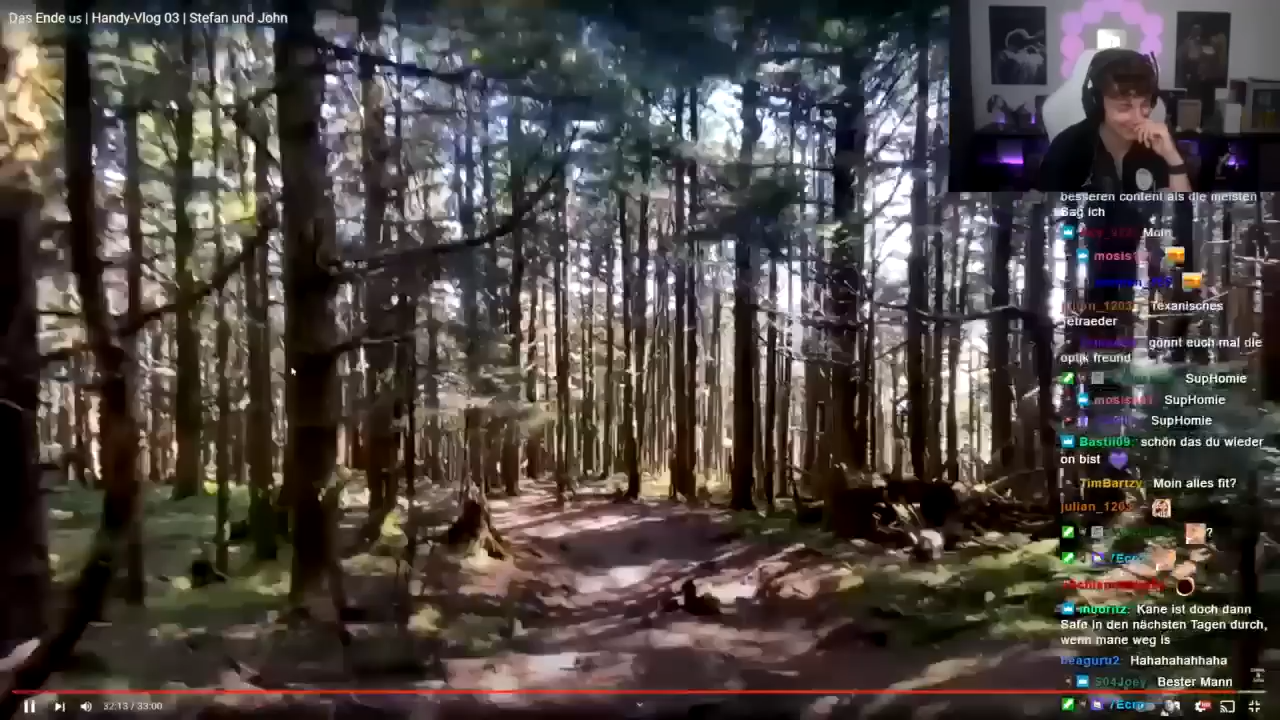 Das Ende us | Handy-Vlog 03 | Stefan und John
besseren content als die meisten
Sag ich
Moin
julian_1203: Texanisches
Tetraeder
gönnt euch mal die
optik freund
SupHomie
SupHomie
SupHomie
Bastii09: schön das du wieder
on bist
TimBartzy: Moin alles fit?
?
mooritz: Kane ist doch dann
Safe in den nächsten Tagen durch,
wenn mane weg is
beaguru2: Hahahahahhaha
S04Joey: Bester Mann
32:13 / 33:00